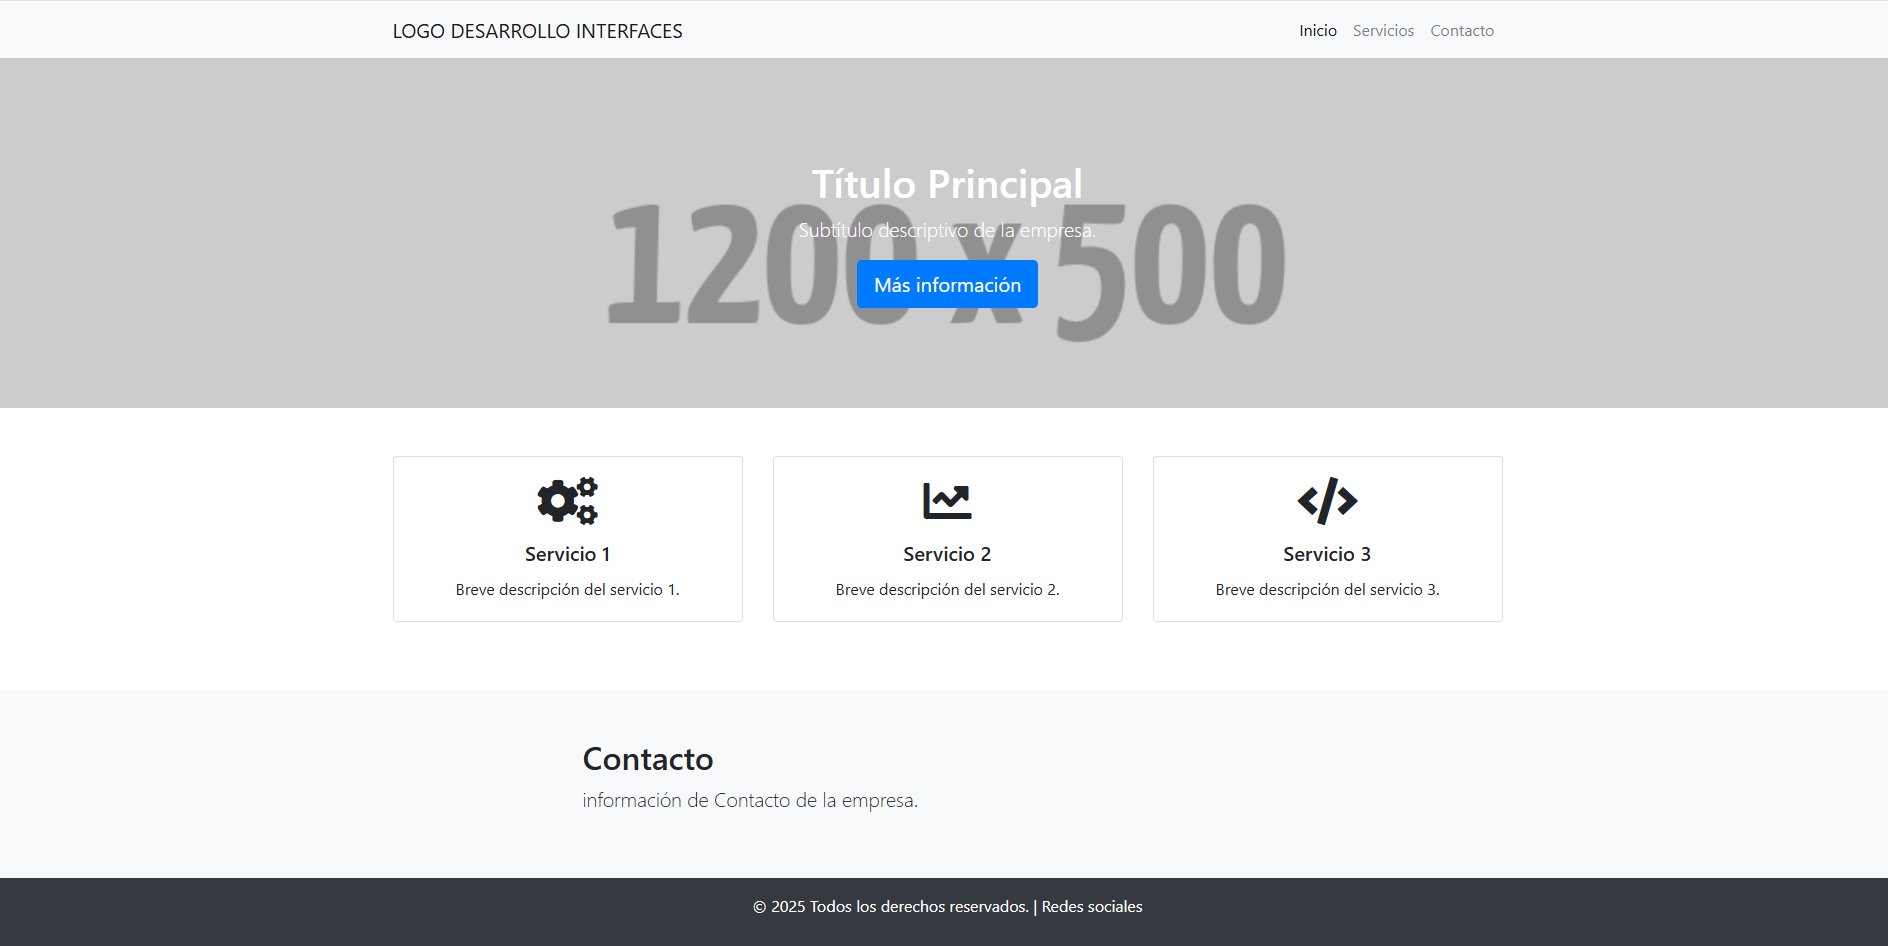 LOGO DESARROLLO INTERFACES
Inicio Servicios Contacto
Título Principal
1200 x 500
Subtítulo descriptivo de la empresa.
Más información
Servicio 1
Breve descripción del servicio 1.
Servicio 2
Breve descripción del servicio 2.
Servicio 3
Breve descripción del servicio 3.
Contacto
información de Contacto de la empresa.
© 2025 Todos los derechos reservados. | Redes sociales